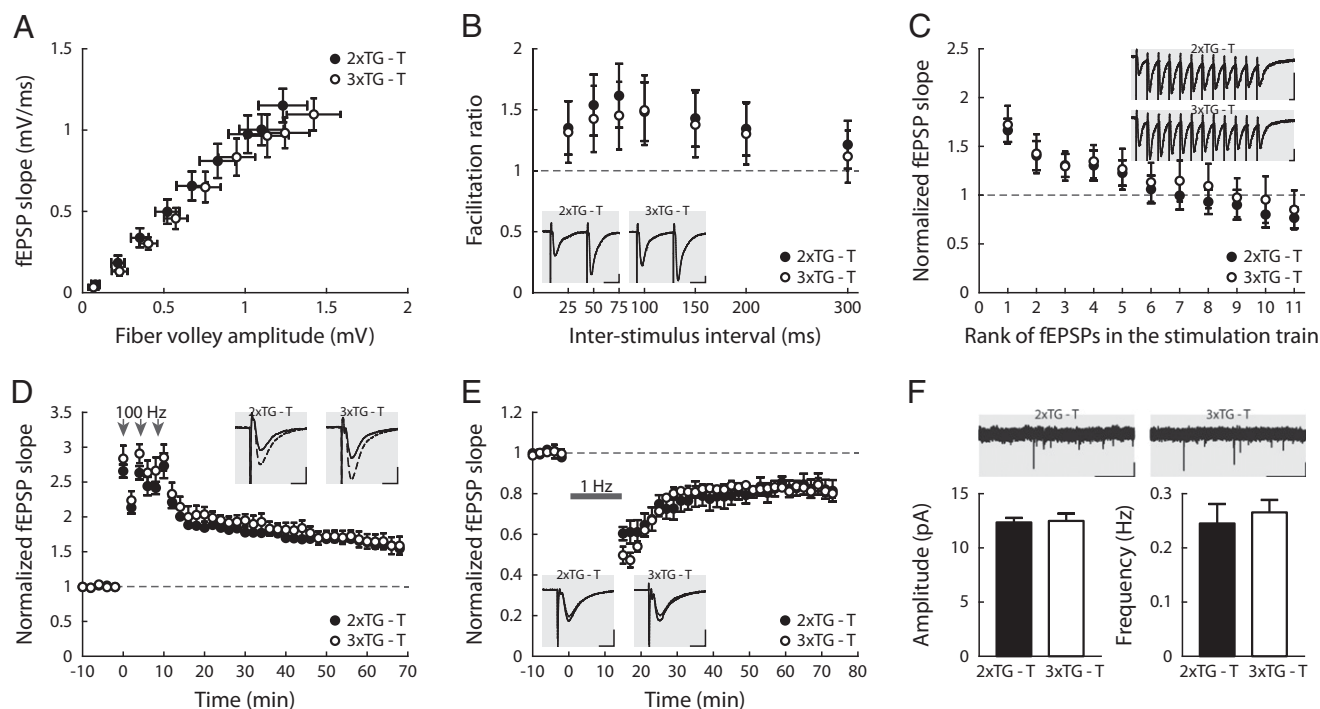 A
fEPSP slope (mV/ms)
1.5
1
0.5
0
0 0.5 1 1.5 2
Fiber volley amplitude (mV)
2xTG - T
3xTG - T
B
Facilitation ratio
2
1.5
1
0.5
0
25 50 75 100 150 200 300
Inter-stimulus interval (ms)
2xTG - T 3xTG - T
2xTG - T
3xTG - T
C
Normalized fEPSP slope
2.5
2
1.5
1
0.5
0
0 1 2 3 4 5 6 7 8 9 10 11
Rank of fEPSPs in the stimulation train
2xTG - T
3xTG - T
2xTG - T
3xTG - T
D
Normalized fEPSP slope
3.5
3
2.5
2
1.5
1
0.5
0
-10 0 10 20 30 40 50 60 70
Time (min)
100 Hz
2xTG - T 3xTG - T
2xTG - T
3xTG - T
E
Normalized fEPSP slope
1.2
1
0.8
0.6
0.4
0.2
0
-10 0 10 20 30 40 50 60 70 80
Time (min)
1 Hz
2xTG - T 3xTG - T
2xTG - T
3xTG - T
F
2xTG - T 3xTG - T
Amplitude (pA)
15
12
5
0
2xTG - T 3xTG - T
Frequency (Hz)
0.3
0.2
0.1
0
2xTG - T 3xTG - T